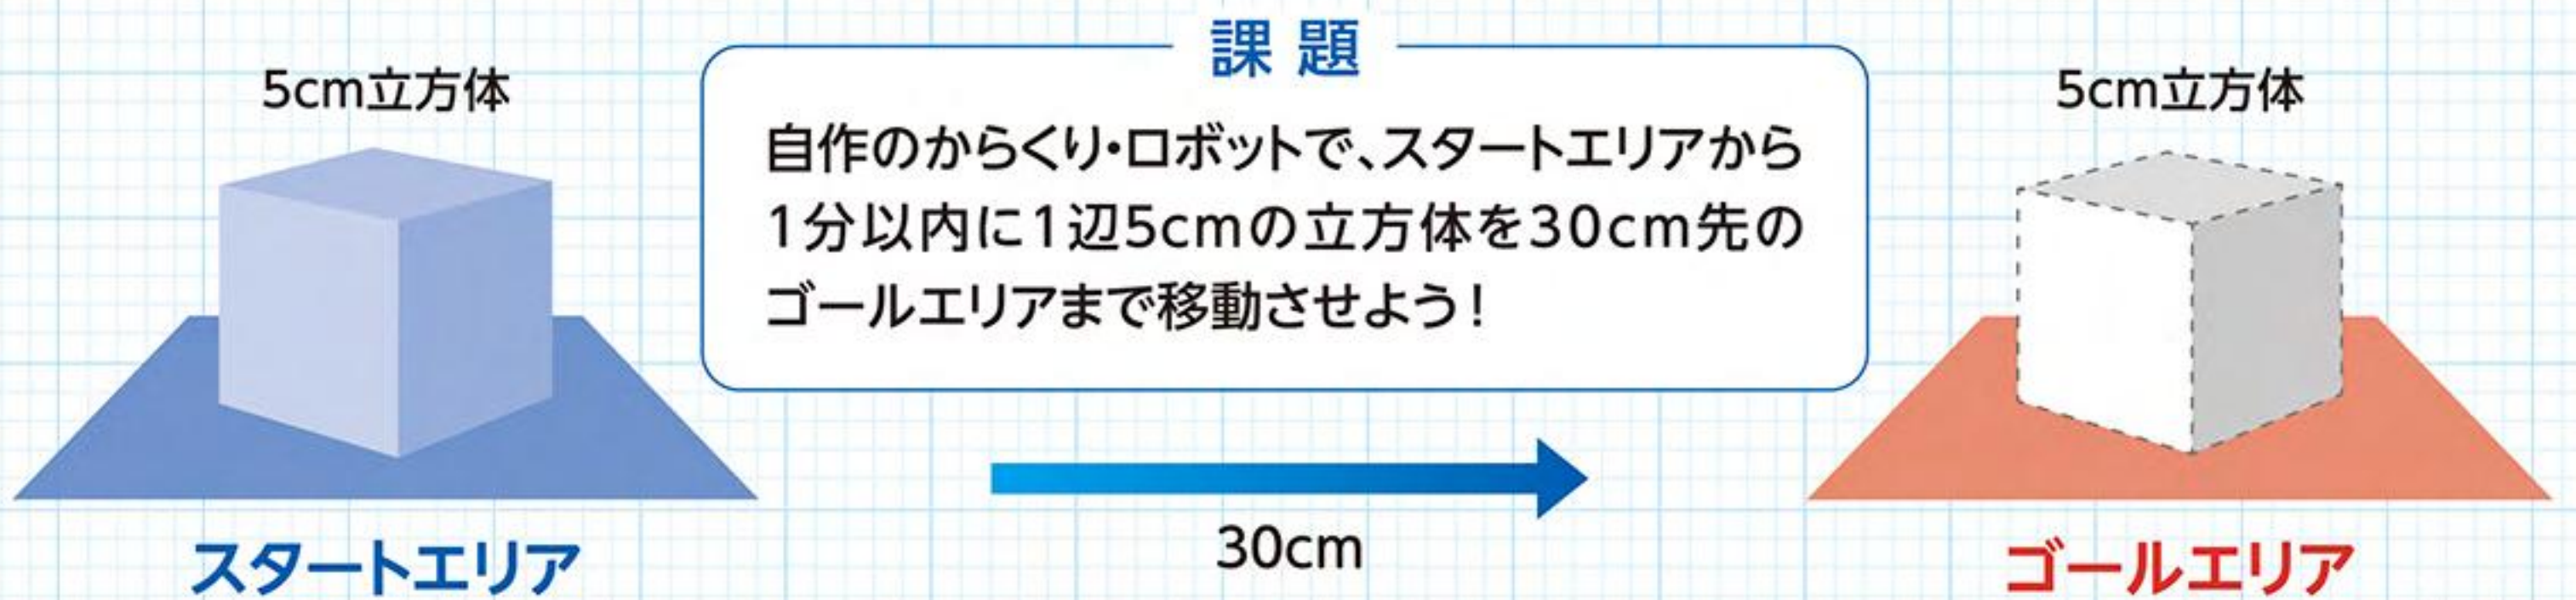 課題
5cm立方体
自作のからくり・ロボットで、スタートエリアから
1分以内に1辺5cmの立方体を30cm先の
ゴールエリアまで移動させよう!
5cm立方体
30cm
スタートエリア
ゴールエリア